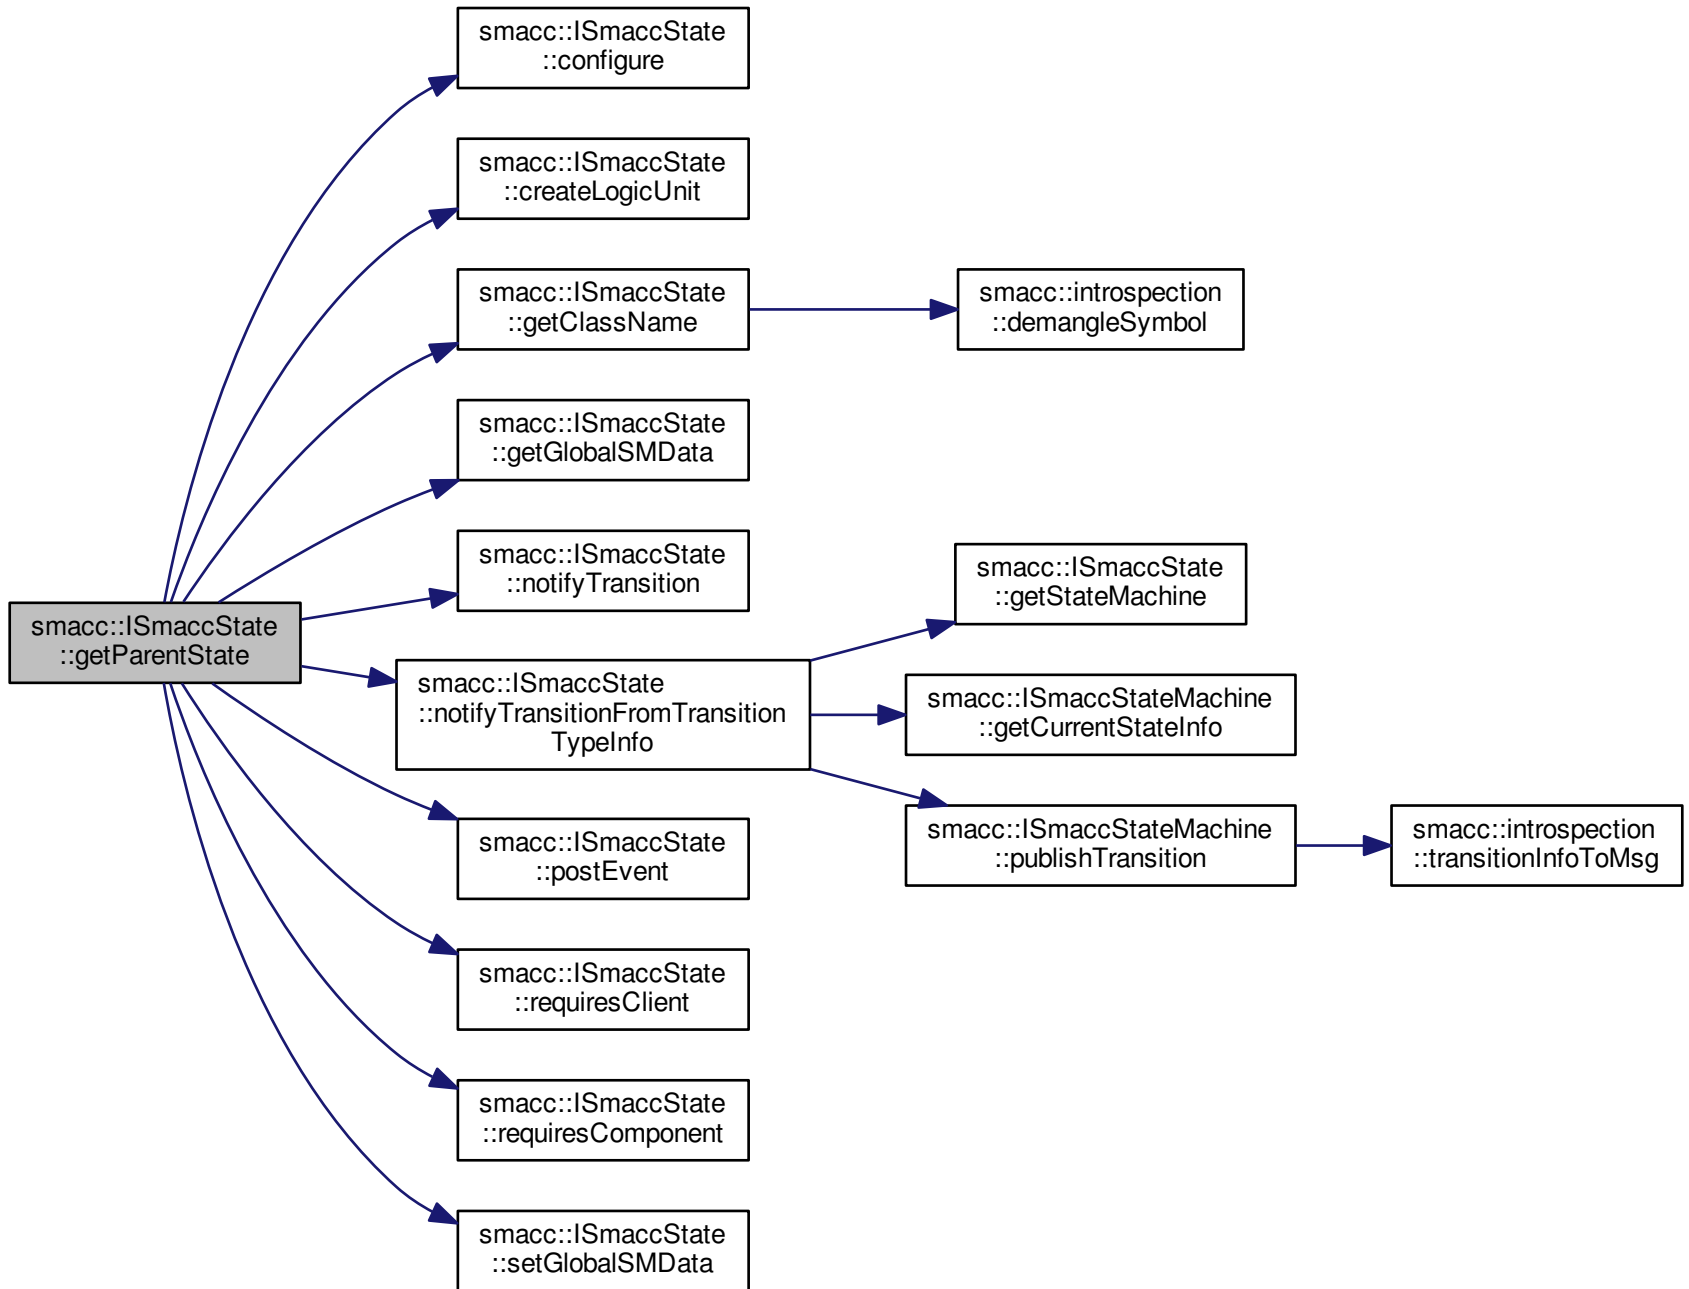 smacc::ISmaccState
::configure
smacc::ISmaccState
::createLogicUnit
smacc::ISmaccState
::getClassName
smacc::introspection
::demangleSymbol
smacc::ISmaccState
::getGlobalSMData
smacc::ISmaccState
::notifyTransition
smacc::ISmaccState
::getStateMachine
smacc::ISmaccState
::getParentState
smacc::ISmaccState
::notifyTransitionFromTransition
TypeInfo
smacc::ISmaccStateMachine
::getCurrentStateInfo
smacc::ISmaccState
::postEvent
smacc::ISmaccStateMachine
::publishTransition
smacc::introspection
::transitionInfoToMsg
smacc::ISmaccState
::requiresClient
smacc::ISmaccState
::requiresComponent
smacc::ISmaccState
::setGlobalSMData